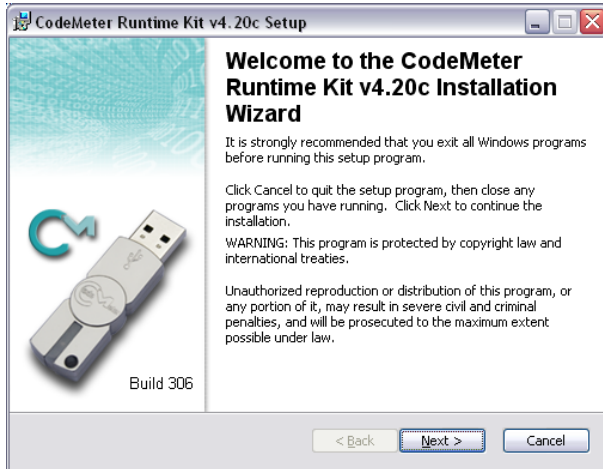 CodeMeter Runtime Kit v4.20c Setup
Welcome to the CodeMeter
Runtime Kit v4.20c Installation
Wizard
It is strongly recommended that you exit all Windows programs
before running this setup program.
Click Cancel to quit the setup program, then close any
programs you have running. Click Next to continue the
installation.
WARNING: This program is protected by copyright law and
international treaties.
Unauthorized reproduction or distribution of this program, or
any portion of it, may result in severe civil and criminal
penalties, and will be prosecuted to the maximum extent
possible under law.
Build 306
< Back
Next >
Cancel